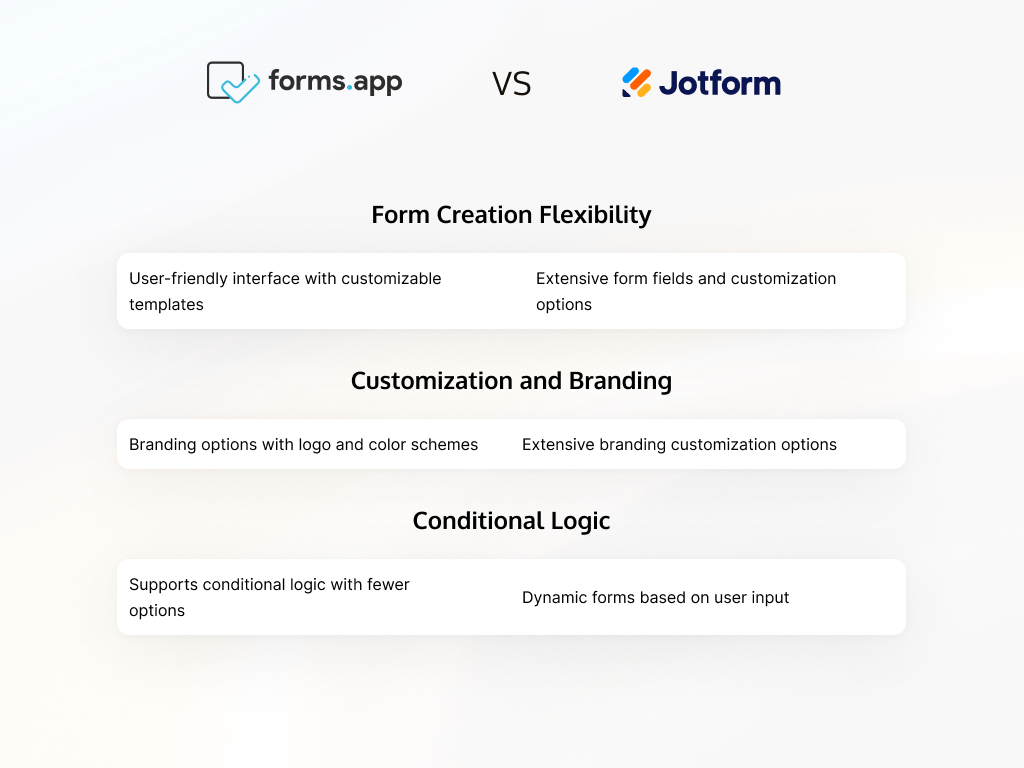 forms.app VS Jotform
Form Creation Flexibility
User-friendly interface with customizable
templates
Extensive form fields and customization
options
Customization and Branding
Branding options with logo and color schemes
Extensive branding customization options
Conditional Logic
Supports conditional logic with fewer
options
Dynamic forms based on user input